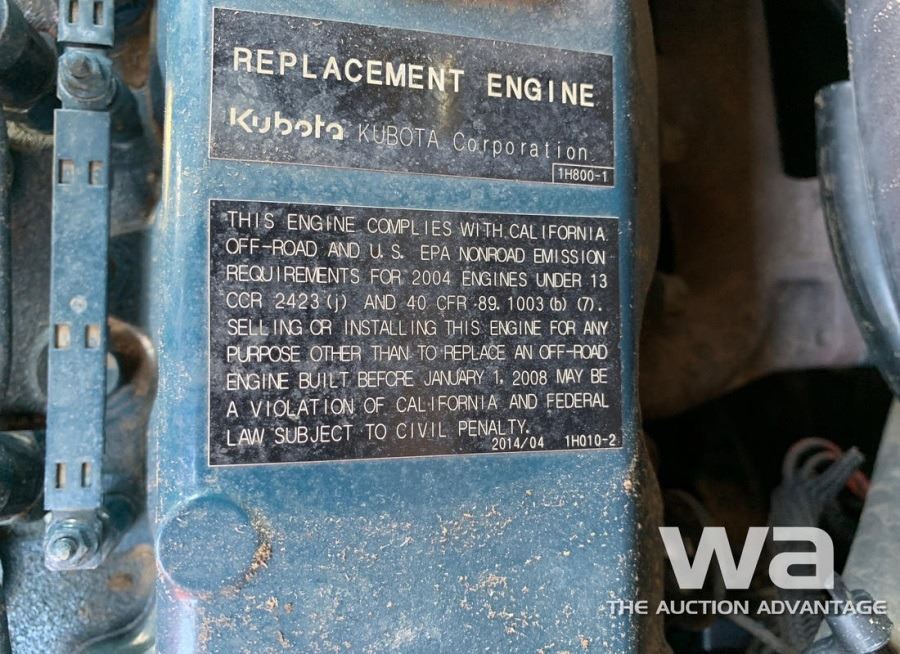 REPLACEMENT ENGINE
Kubota KUBOTA Corporation
1H800-1
THIS ENGINE COMPLIES WITH CALIFORNIA
OFF-ROAD AND U.S. EPA NONROAD EMISSION
REQUIREMENTS FOR 2004 ENGINES UNDER 13
CCR 2423 (j) AND 40 CFR 89.1003 (b) (7).
SELLING OR INSTALLING THIS ENGINE FOR ANY
PURPOSE OTHER THAN TO REPLACE AN OFF-ROAD
ENGINE BUILT BEFORE JANUARY 1, 2008 MAY BE
A VIOLATION OF CALIFORNIA AND FEDERAL
LAW SUBJECT TO CIVIL PENALTY.
2014/04 1H010-2
wa
THE AUCTION ADVANTAGE